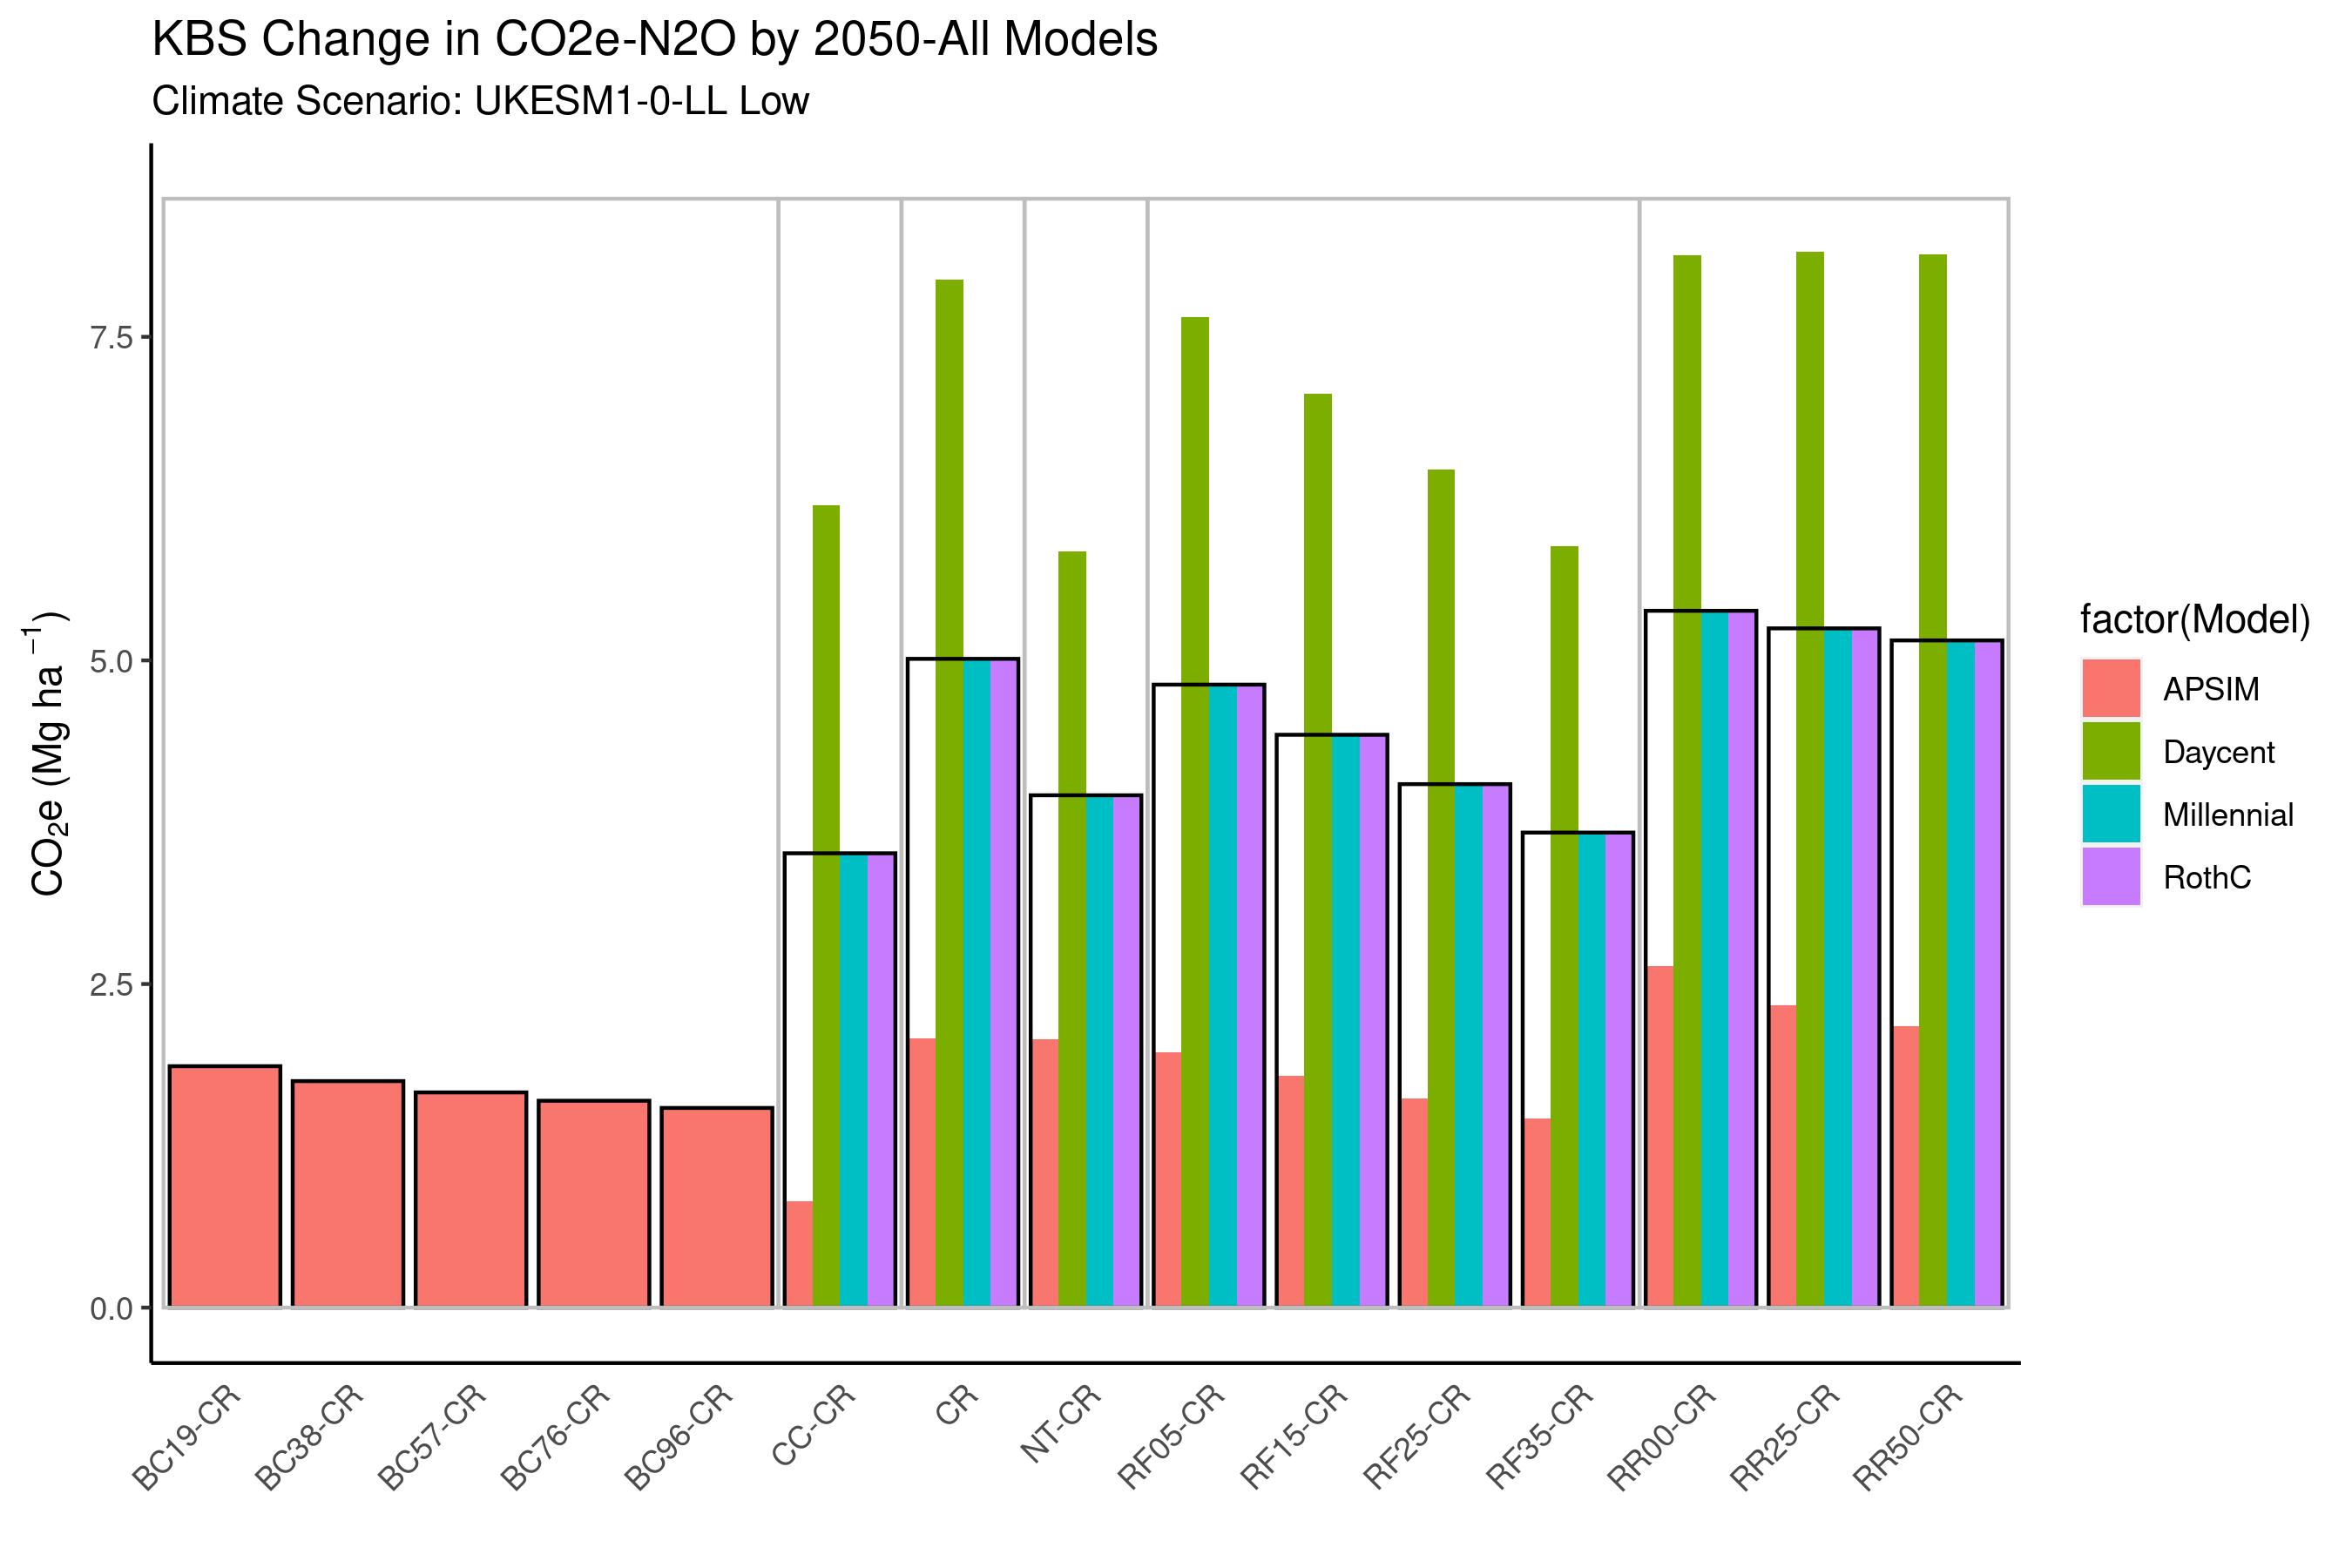 KBS Change in CO2e-N2O by 2050-All Models
Climate Scenario: UKESM1-0-LL Low
CO₂e (Mg ha⁻¹)
7.5
5.0
2.5
0.0
BC19-CR
BC38-CR
BC57-CR
BC76-CR
BC96-CR
CC-CR
CR
NT-CR
RF05-CR
RF15-CR
RF25-CR
RF35-CR
RR00-CR
RR25-CR
RR50-CR
factor(Model)
APSIM
Daycent
Millennial
RothC